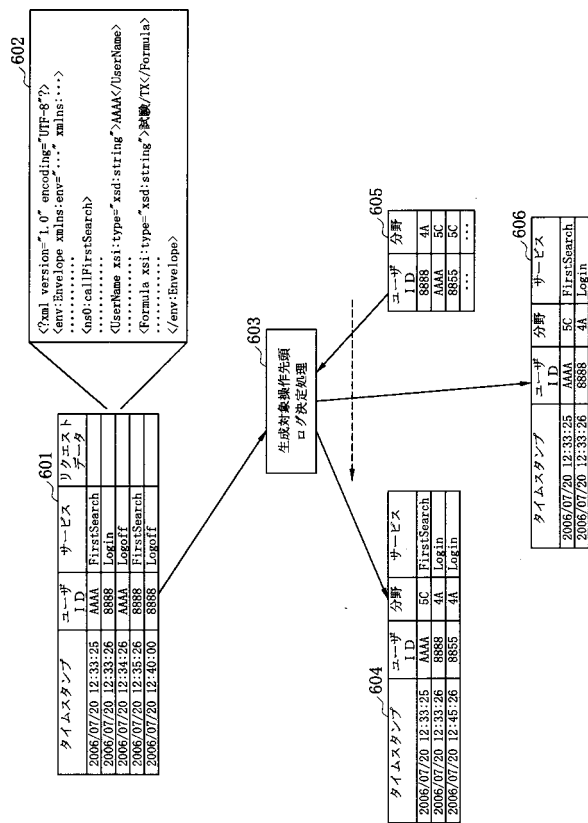 601
タイムスタンプ ユーザID サービス リクエストデータ
2006/07/20 12:33:25 AAAA FirstSearch
2006/07/20 12:33:26 8888 Login
2006/07/20 12:34:26 AAAA Logoff
2006/07/20 12:35:26 8888 FirstSearch
2006/07/20 12:40:00 8888 Logoff
602
<?xml version="1.0" encoding="UTF-8"?>
<env:Envelope xmlns:env="..." xmlns:...>
............
<ns0:callFirstSearch>
............
<UserName xsi:type="xsd:string">AAAA</UserName>
............
<Formula xsi:type="xsd:string">試験/TX</Formula>
............
</env:Envelope>
603
生成対象操作先頭
ログ決定処理
604
タイムスタンプ ユーザID 分野 サービス
2006/07/20 12:33:25 AAAA 5C FirstSearch
2006/07/20 12:33:26 8888 4A Login
2006/07/20 12:45:26 8855 4A Login
605
ユーザID 分野
8888 4A
AAAA 5C
8855 5C
... ...
606
タイムスタンプ ユーザID 分野 サービス
2006/07/20 12:33:25 AAAA 5C FirstSearch
2006/07/20 12:33:26 8888 4A Login